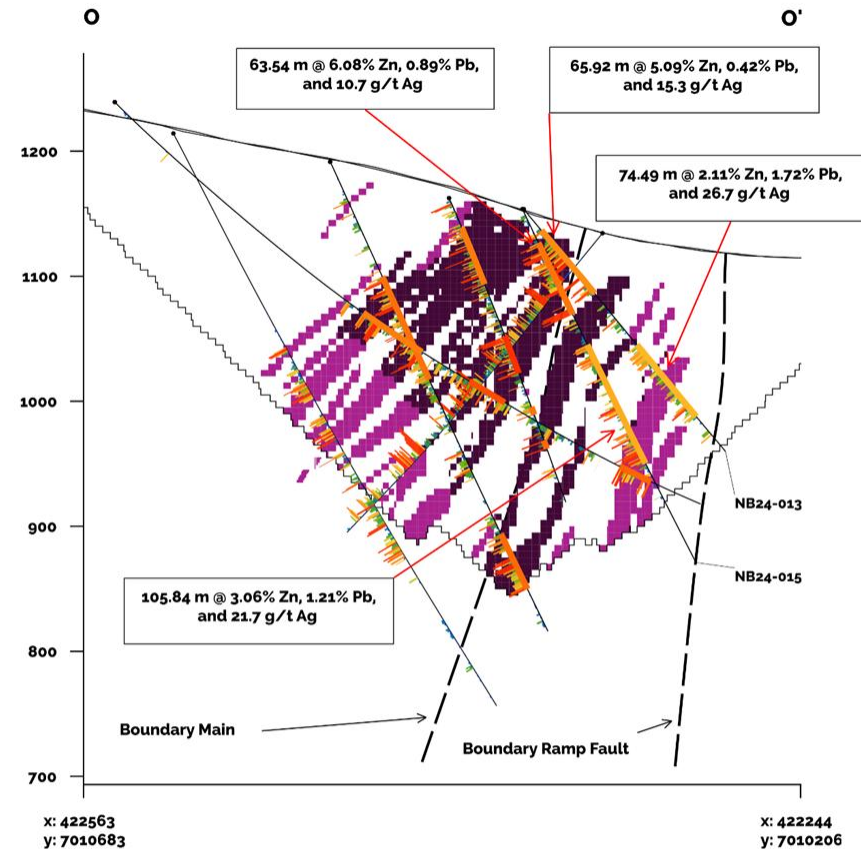 O
O'
63.54 m @ 6.08% Zn, 0.89% Pb,
and 10.7 g/t Ag
65.92 m @ 5.09% Zn, 0.42% Pb,
and 15.3 g/t Ag
74.49 m @ 2.11% Zn, 1.72% Pb,
and 26.7 g/t Ag
1200
1100
1000
900
800
700
NB24-013
NB24-015
105.84 m @ 3.06% Zn, 1.21% Pb,
and 21.7 g/t Ag
Boundary Main
Boundary Ramp Fault
x: 422563
y: 7010683
x: 422244
y: 7010206